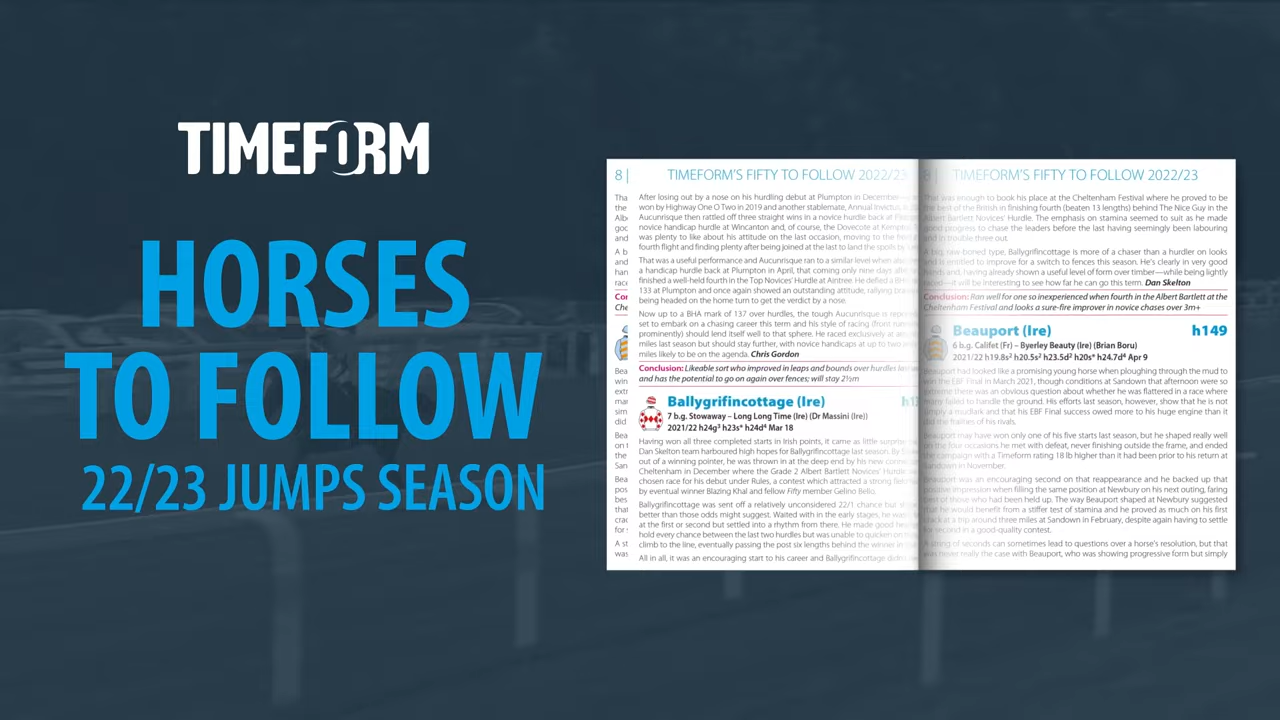 TIMEFORM
HORSES
TO FOLLOW
22/23 JUMPS SEASON
8 | TIMEFORM'S FIFTY TO FOLLOW 2022/23
After losing out by a nose on his hurdling debut at Plumpton in December—a
won by Highway One O Two in 2019 and another stablemate, Annual Invictus, in
Aucunrisque then rattled off three straight wins in a novice hurdle back at
novice handicap hurdle at Wincanton and, of course, the Dovecote at Kempton.
was plenty to like about his attitude on the last occasion, moving to the front
fourth flight and finding plenty after being joined at the last to land the spoils by
That was a useful performance and Aucunrisque ran to a similar level when
a handicap hurdle back at Plumpton in April, that coming only nine days after
finished a well-held fourth in the Top Novices' Hurdle at Aintree. He defied a BHA
133 at Plumpton and once again showed an outstanding attitude, rallying
being headed on the home turn to get the verdict by a nose.
Now up to a BHA mark of 137 over hurdles, the tough Aucunrisque is
set to embark on a chasing career this term and his style of racing (front
prominently) should lend itself well to that sphere. He raced exclusively at
miles last season but should stay further, with novice handicaps at up to two and
miles likely to be on the agenda. Chris Gordon
Conclusion: Likeable sort who improved in leaps and bounds over hurdles last
and has the potential to go on again over fences; will stay 2½m
Ballygrifincottage (Ire)
7 b.g. Stowaway – Long Long Time (Ire) (Dr Massini (Ire))
2021/22 h24g³ h23s* h24d⁴ Mar 18
Having won all three completed starts in Irish points, it came as little surprise
Dan Skelton team harboured high hopes for Ballygrifincottage last season. By
out of a winning pointer, he was thrown in at the deep end by his new
Cheltenham in December where the Grade 2 Albert Bartlett Novices' Hurdle
chosen race for his debut under Rules, a contest which attracted a strong
by eventual winner Blazing Khal and fellow Fifty member Gelino Bello.
Ballygrifincottage was sent off a relatively unconsidered 22/1 chance but
better than those odds might suggest. Waited with in the early stages, he
at the first or second but settled into a rhythm from there. He made good
hold every chance between the last two hurdles but was unable to quicken on
climb to the line, eventually passing the post six lengths behind the winner in
All in all, it was an encouraging start to his career and Ballygrifincottage
8 | TIMEFORM'S FIFTY TO FOLLOW 2022/23
That was enough to book his place at the Cheltenham Festival where he proved to be
the best of the British in finishing fourth (beaten 13 lengths) behind The Nice Guy in the
Albert Bartlett Novices' Hurdle. The emphasis on stamina seemed to suit as he made
good progress to chase the leaders before the last having seemingly been labouring
and in trouble three out.
A big, raw-boned type, Ballygrifincottage is more of a chaser than a hurdler on looks
and is entitled to improve for a switch to fences this season. He's clearly in very good
hands and, having already shown a useful level of form over timber—while being lightly
raced—it will be interesting to see how far he can go this term. Dan Skelton
Conclusion: Ran well for one so inexperienced when fourth in the Albert Bartlett at the
Cheltenham Festival and looks a sure-fire improver in novice chases over 3m+
Beauport (Ire) h149
6 b.g. Califet (Fr) – Byerley Beauty (Ire) (Brian Boru)
2021/22 h19.8s² h20.5s² h23.5d² h20s* h24.7d⁴ Apr 9
Beauport had looked like a promising young horse when ploughing through the mud to
win the EBF Final in March 2021, though conditions at Sandown that afternoon were so
extreme there was an obvious question about whether he was flattered in a race where
many failed to handle the ground. His efforts last season, however, show that he is not
simply a mudlark and that his EBF Final success owed more to his huge engine than it
did the frailties of his rivals.
Beauport may have won only one of his five starts last season, but he shaped really well
on the four occasions he met with defeat, never finishing outside the frame, and ended
the campaign with a Timeform rating 18 lb higher than it had been prior to his return at
Sandown in November.
Beauport was an encouraging second on that reappearance and he backed up that
positive impression when filling the same position at Newbury on his next outing, faring
best of those who had been held up. The way Beauport shaped at Newbury suggested
that he would benefit from a stiffer test of stamina and he proved as much on his first
crack at a trip around three miles at Sandown in February, despite again having to settle
for second in a good-quality contest.
A string of seconds can sometimes lead to questions over a horse's resolution, but that
was never really the case with Beauport, who was showing progressive form but simply